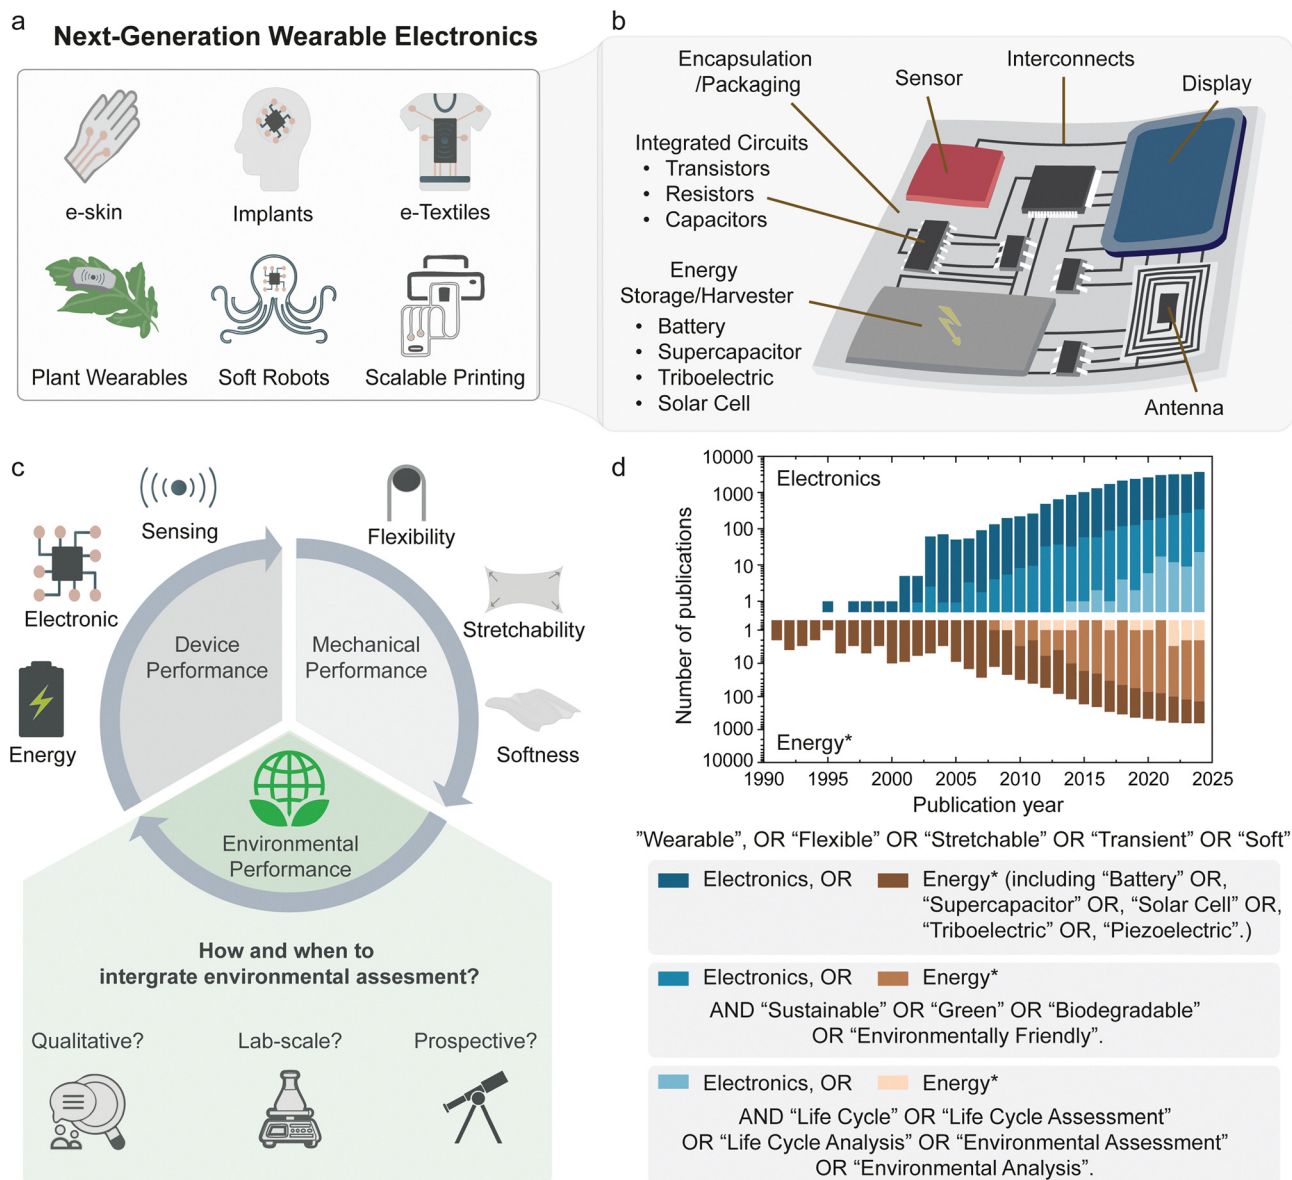 a
Next-Generation Wearable Electronics
e-skin
Implants
e-Textiles
Plant Wearables
Soft Robots
Scalable Printing
b
Encapsulation
/Packaging
Sensor
Interconnects
Display
Integrated Circuits
• Transistors
• Resistors
• Capacitors
Energy
Storage/Harvester
• Battery
• Supercapacitor
• Triboelectric
• Solar Cell
Antenna
c
Sensing
Flexibility
Electronic
Stretchability
Energy
Softness
Device
Performance
Mechanical
Performance
Environmental
Performance
How and when to
intergrate environmental assesment?
Qualitative?
Lab-scale?
Prospective?
d
Number of publications
10000
1000
100
10
1
1
10
100
1000
10000
Electronics
Energy*
1990
1995
2000
2005
2010
2015
2020
2025
Publication year
”Wearable”, OR “Flexible” OR “Stretchable” OR “Transient” OR “Soft”
Electronics, OR
Energy* (including “Battery” OR,
“Supercapacitor” OR, “Solar Cell” OR,
“Triboelectric” OR, “Piezoelectric”.)
Electronics, OR
Energy*
AND “Sustainable” OR “Green” OR “Biodegradable”
OR “Environmentally Friendly”.
Electronics, OR
Energy*
AND “Life Cycle” OR “Life Cycle Assessment”
OR “Life Cycle Analysis” OR “Environmental Assessment”
OR “Environmental Analysis”.